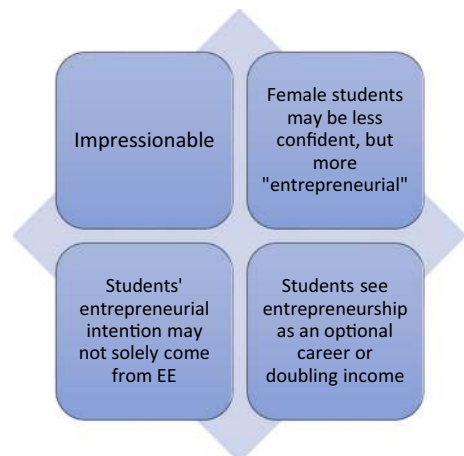 Impressionable
Female students
may be less
confident, but
more
"entrepreneurial"
Students'
entrepreneurial
intention may
not solely come
from EE
Students see
entrepreneurship
as an optional
career or
doubling income